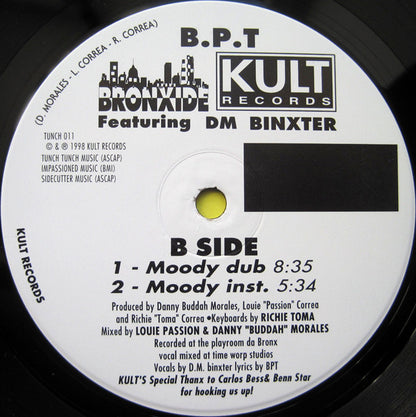 B.P.T
(D. MORALES - L. CORREA - R. CORREA)
BRONXIDE
KULT
RECORDS
Featuring DM BINXTER
TUNCH 011
© & ℗ 1998 KULT RECORDS
TUNCH TUNCH MUSIC (ASCAP)
IMPASSIONED MUSIC (BMI)
SIDECUTTER MUSIC (ASCAP)
KULT RECORDS
B SIDE
1 - Moody dub 8:35
2 - Moody inst. 5:34
Produced by Danny Buddah Morales, Louie "Passion" Correa
and Richie "Toma" Correa •Keyboards by RICHIE TOMA
Mixed by LOUIE PASSION & DANNY "BUDDAH" MORALES
Recorded at the playroom da Bronx
vocal mixed at time worp studios
Vocals by D.M. binxter lyrics by BPT
KULT'S Special Thanx to Carlos Bess& Benn Star
for hooking us up!